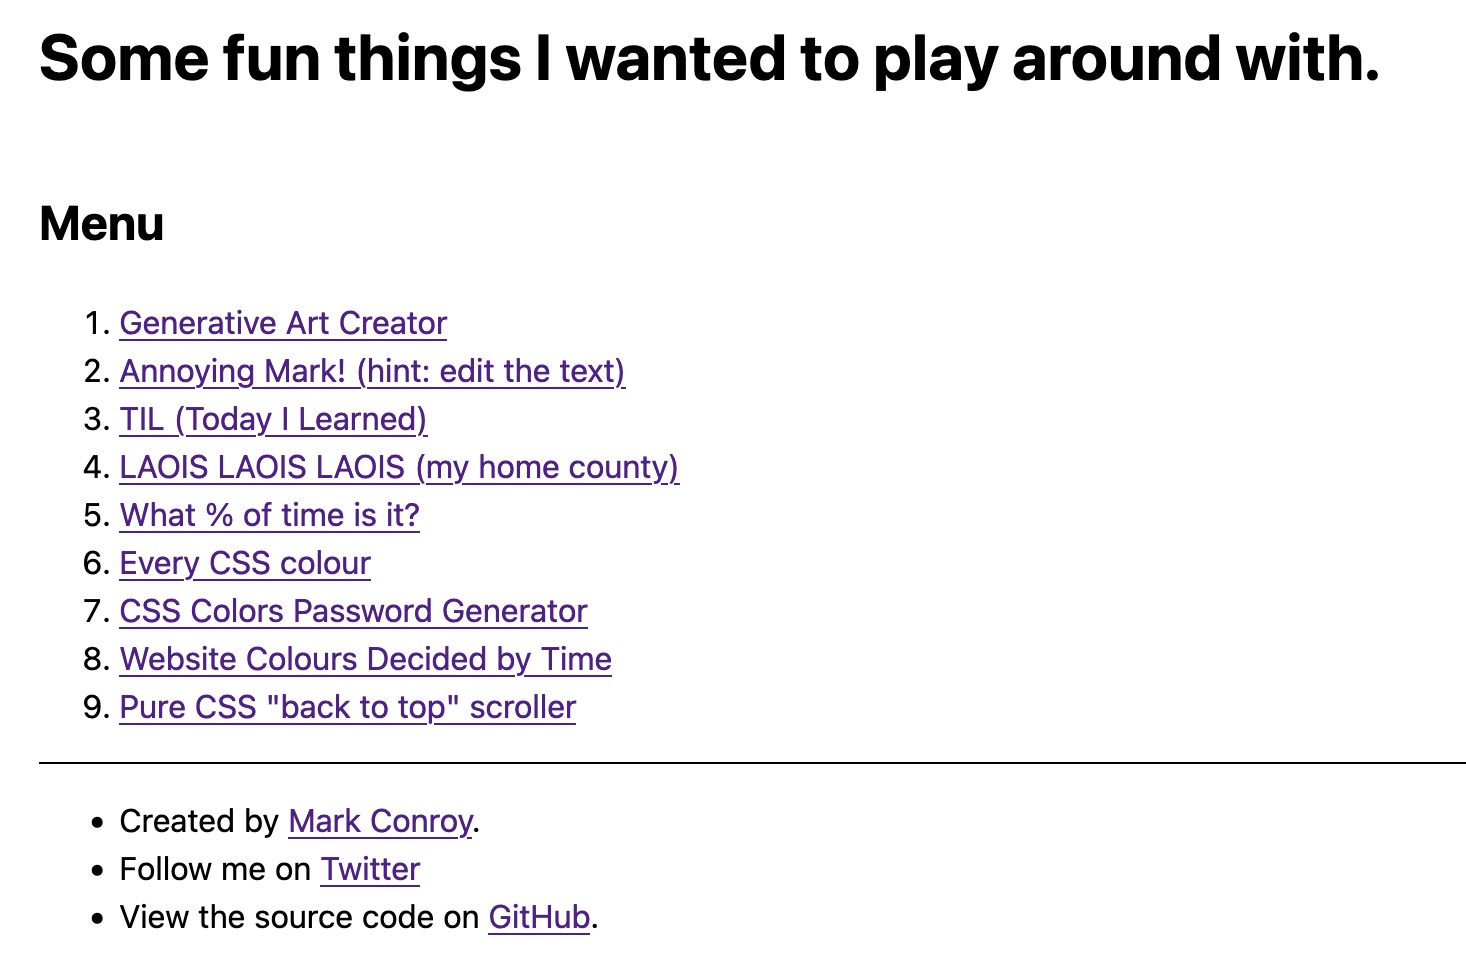 Some fun things I wanted to play around with.
Menu
1. Generative Art Creator
2. Annoying Mark! (hint: edit the text)
3. TIL (Today I Learned)
4. LAOIS LAOIS LAOIS (my home county)
5. What % of time is it?
6. Every CSS colour
7. CSS Colors Password Generator
8. Website Colours Decided by Time
9. Pure CSS "back to top" scroller
• Created by Mark Conroy.
• Follow me on Twitter
• View the source code on GitHub.